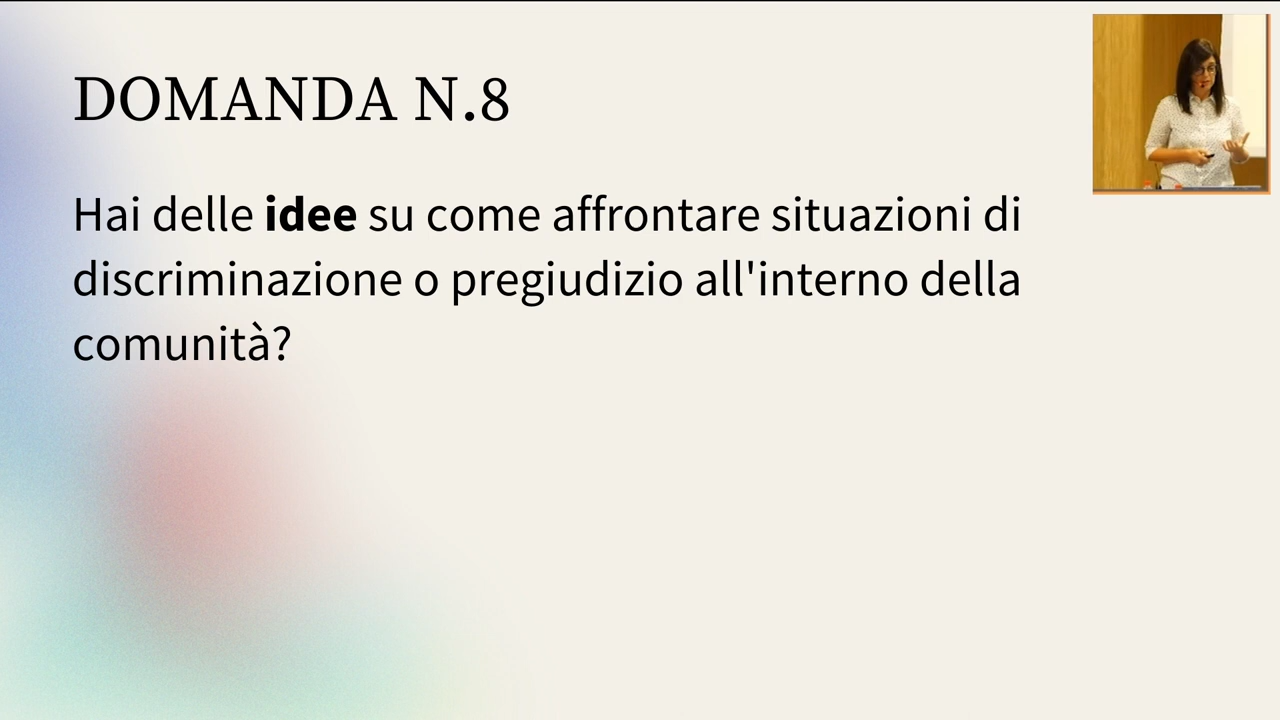 DOMANDA N.8
Hai delle idee su come affrontare situazioni di
discriminazione o pregiudizio all'interno della
comunità?